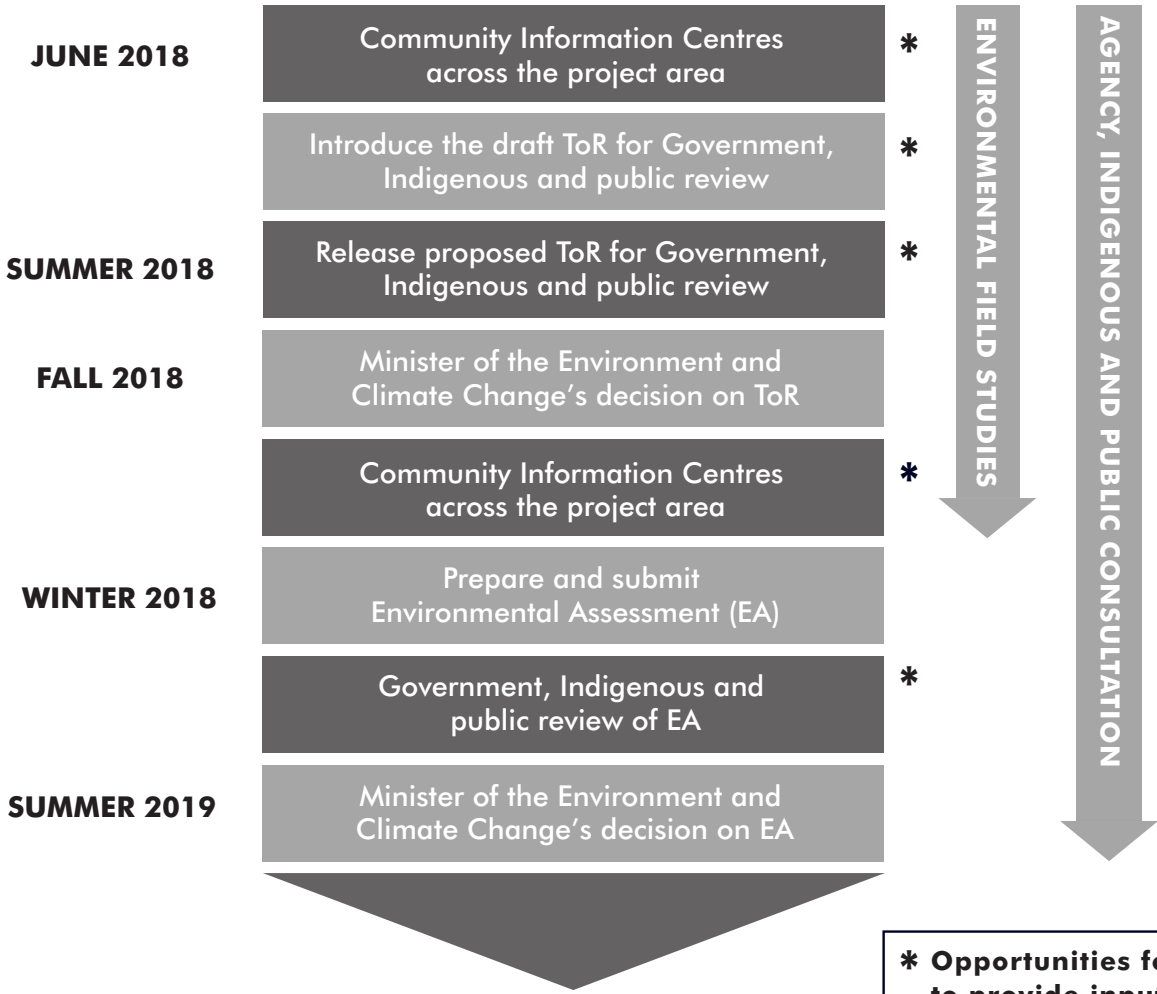 JUNE 2018
Community Information Centres
across the project area
*
Introduce the draft ToR for Government,
Indigenous and public review
*
SUMMER 2018
Release proposed ToR for Government,
Indigenous and public review
*
FALL 2018
Minister of the Environment and
Climate Change’s decision on ToR
Community Information Centres
across the project area
*
WINTER 2018
Prepare and submit
Environmental Assessment (EA)
Government, Indigenous and
public review of EA
*
SUMMER 2019
Minister of the Environment and
Climate Change’s decision on EA
ENVIRONMENTAL FIELD STUDIES
AGENCY, INDIGENOUS AND PUBLIC CONSULTATION
* Opportunities
to provide